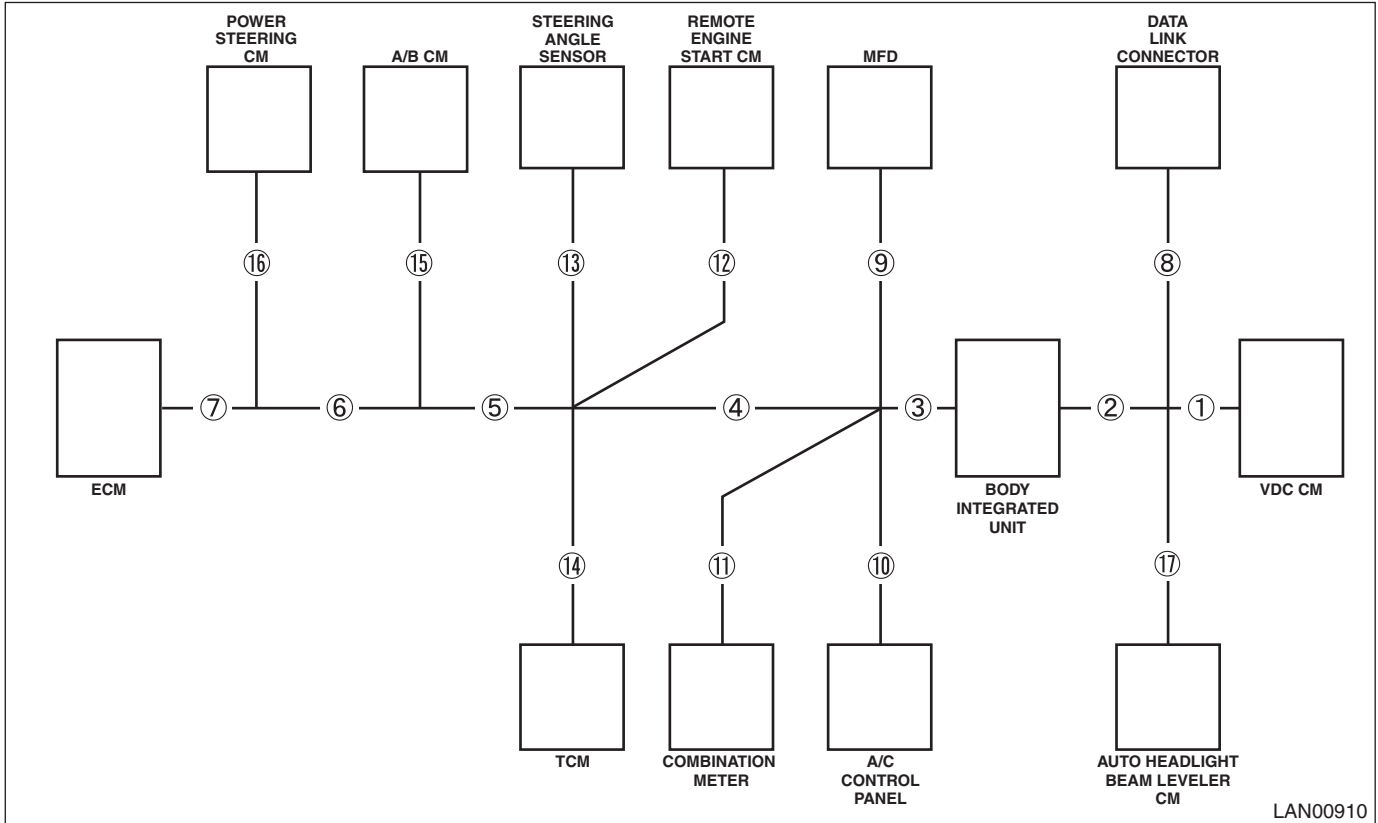 POWER
STEERING
CM
A/B CM
STEERING
ANGLE
SENSOR
REMOTE
ENGINE
START CM
MFD
DATA
LINK
CONNECTOR
⑯
⑮
⑬
⑫
⑨
⑧
⑦
⑥
⑤
④
③
②
①
ECM
BODY
INTEGRATED
UNIT
VDC CM
⑭
⑪
⑩
⑰
TCM
COMBINATION
METER
A/C
CONTROL
PANEL
AUTO HEADLIGHT
BEAM LEVELER
CM
LAN00910